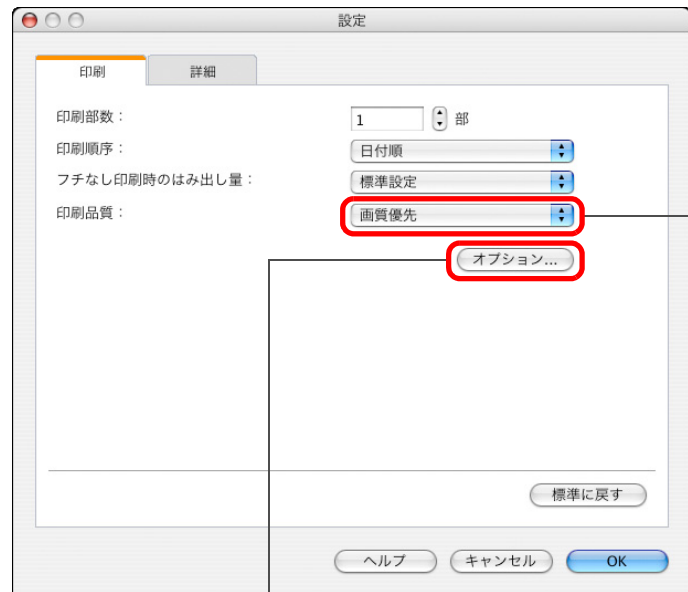 設定
印刷 詳細
印刷部数： 1 部
印刷順序： 日付順
フチなし印刷時のはみ出し量： 標準設定
印刷品質： 画質優先
オプション...
標準に戻す
ヘルプ キャンセル OK